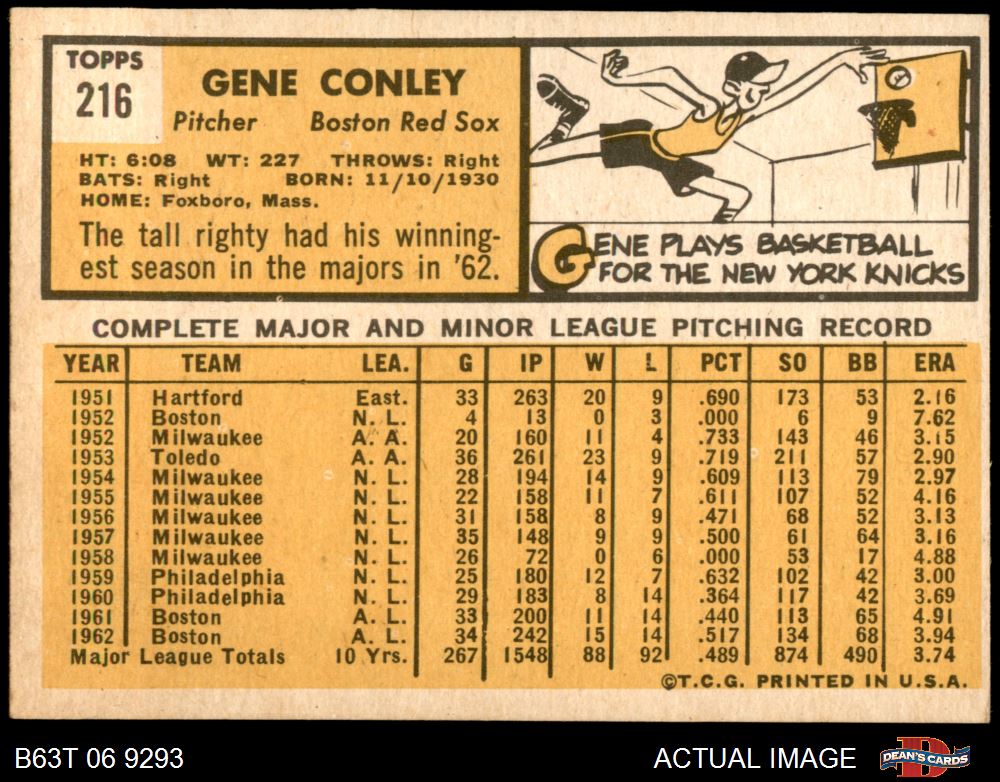 TOPPS
216
GENE CONLEY
Pitcher Boston Red Sox
HT: 6:08 WT: 227 THROWS: Right
BATS: Right BORN: 11/10/1930
HOME: Foxboro, Mass.
The tall righty had his winning-
est season in the majors in '62.
GENE PLAYS BASKETBALL
FOR THE NEW YORK KNICKS
COMPLETE MAJOR AND MINOR LEAGUE PITCHING RECORD
YEAR TEAM LEA. G IP W L PCT SO BB ERA
1951 Hartford East. 33 263 20 9 .690 173 53 2.16
1952 Boston N. L. 4 13 0 3 .000 6 9 7.62
1952 Milwaukee A. A. 20 160 11 4 .733 143 46 3.15
1953 Toledo A. A. 36 261 23 9 .719 211 57 2.90
1954 Milwaukee N. L. 28 194 14 9 .609 113 79 2.97
1955 Milwaukee N. L. 22 158 11 7 .611 107 52 4.16
1956 Milwaukee N. L. 31 158 8 9 .471 68 52 3.13
1957 Milwaukee N. L. 35 148 9 9 .500 61 64 3.16
1958 Milwaukee N. L. 26 72 0 6 .000 53 17 4.88
1959 Philadelphia N. L. 25 180 12 7 .632 102 42 3.00
1960 Philadelphia N. L. 29 183 8 14 .364 117 42 3.69
1961 Boston A. L. 33 200 11 14 .440 113 65 4.91
1962 Boston A. L. 34 242 15 14 .517 134 68 3.94
Major League Totals 10 Yrs. 267 1548 88 92 .489 874 490 3.74
©T.C.G. PRINTED IN U.S.A.
B63T 06 9293 ACTUAL IMAGE DEAN'S CARDS